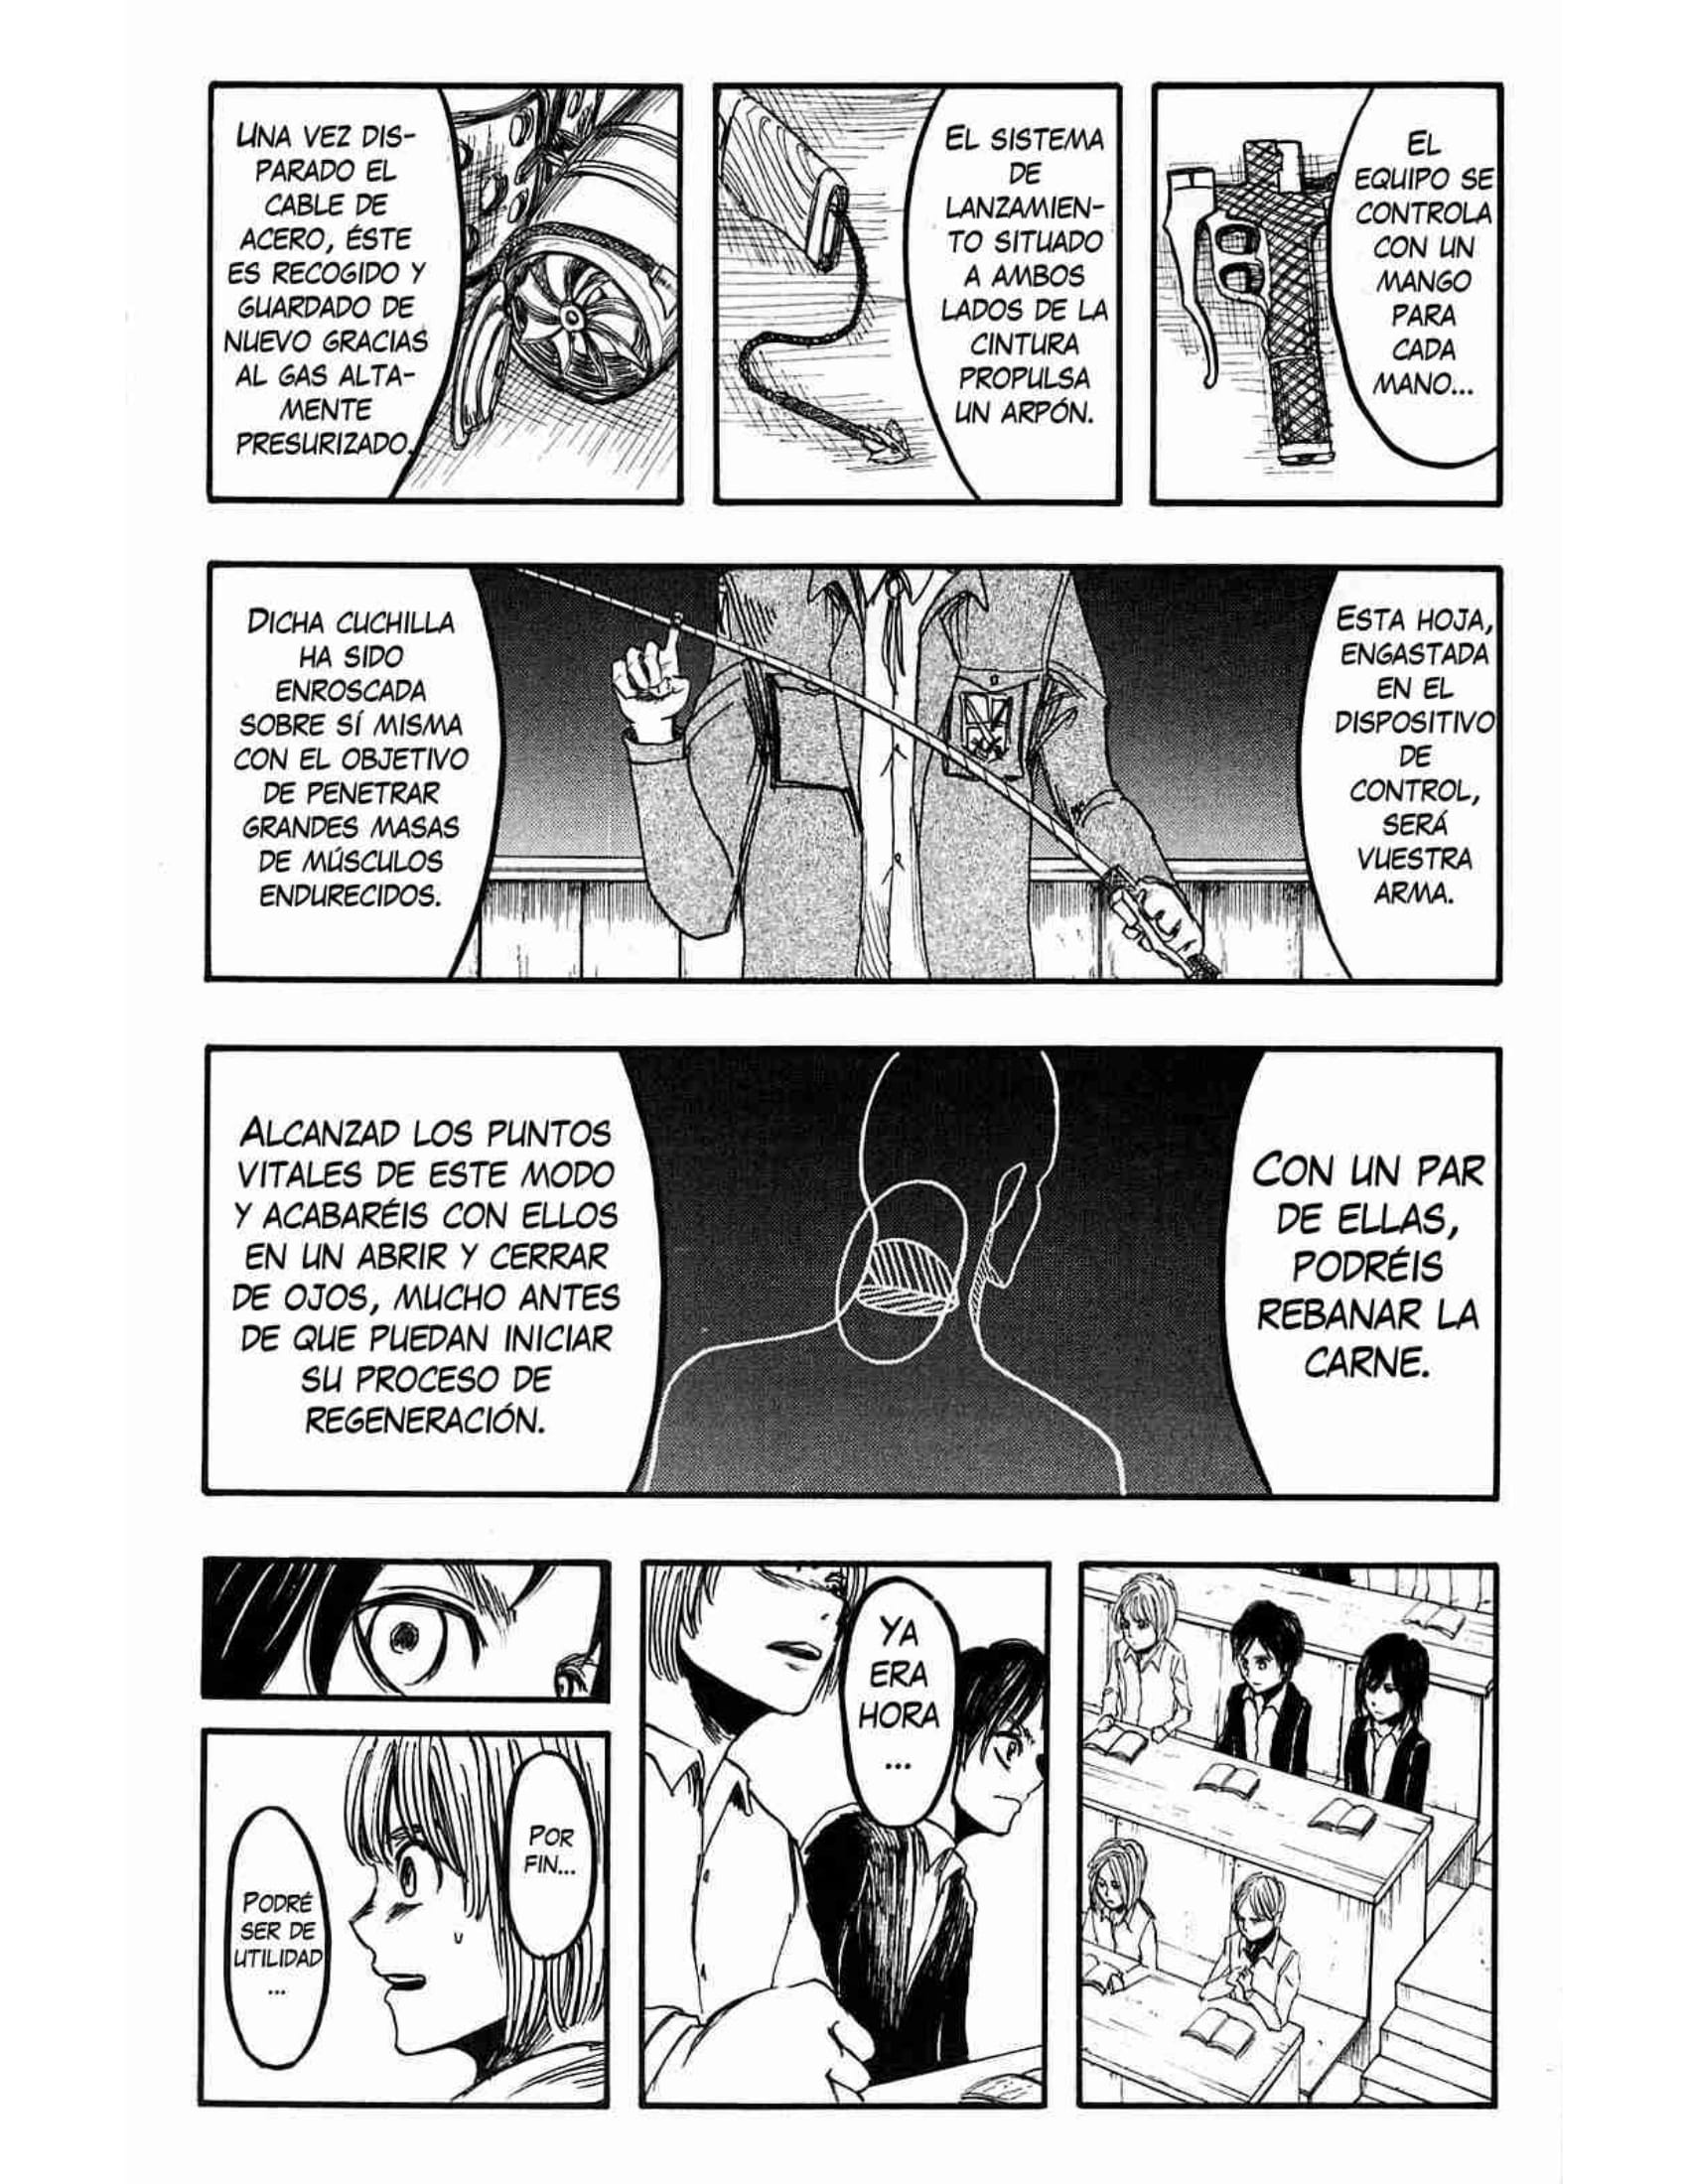 EL
EQUIPO SE
CONTROLA
CON UN
MANGO
PARA
CADA
MANO...
EL SISTEMA
DE
LANZAMIEN-
TO SITUADO
A AMBOS
LADOS DE LA
CINTURA
PROPULSA
UN ARPÓN.
UNA VEZ DIS-
PARADO EL
CABLE DE
ACERO, ÉSTE
ES RECOGIDO Y
GUARDADO DE
NUEVO GRACIAS
AL GAS ALTA-
MENTE
PRESURIZADO.
ESTA HOJA,
ENGASTADA
EN EL
DISPOSITIVO
DE
CONTROL,
SERÁ
VUESTRA
ARMA.
DICHA CUCHILLA
HA SIDO
ENROSCADA
SOBRE SÍ MISMA
CON EL OBJETIVO
DE PENETRAR
GRANDES MASAS
DE MÚSCULOS
ENDURECIDOS.
CON UN PAR
DE ELLAS,
PODRÉIS
REBANAR LA
CARNE.
ALCANZAD LOS PUNTOS
VITALES DE ESTE MODO
Y ACABARÉIS CON ELLOS
EN UN ABRIR Y CERRAR
DE OJOS, MUCHO ANTES
DE QUE PUEDAN INICIAR
SU PROCESO DE
REGENERACIÓN.
YA
ERA
HORA
...
POR
FIN...
PODRÉ
SER DE
UTILIDAD
...